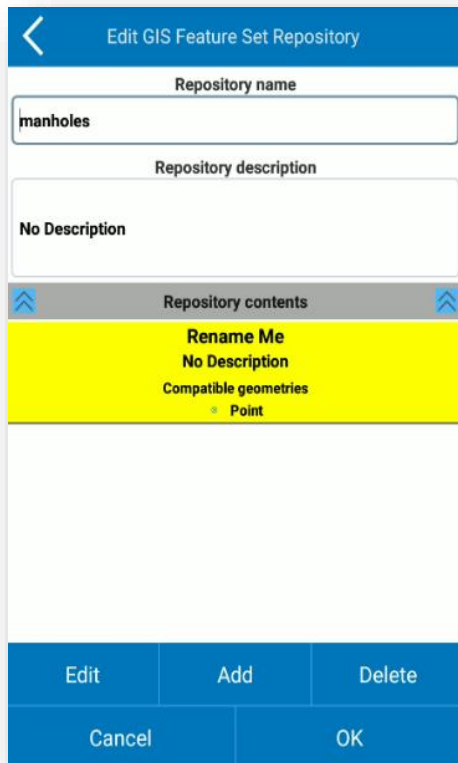 Edit GIS Feature Set Repository
Repository name
manholes
Repository description
No Description
Repository contents
Rename Me
No Description
Compatible geometries
Point
Edit Add Delete
Cancel OK